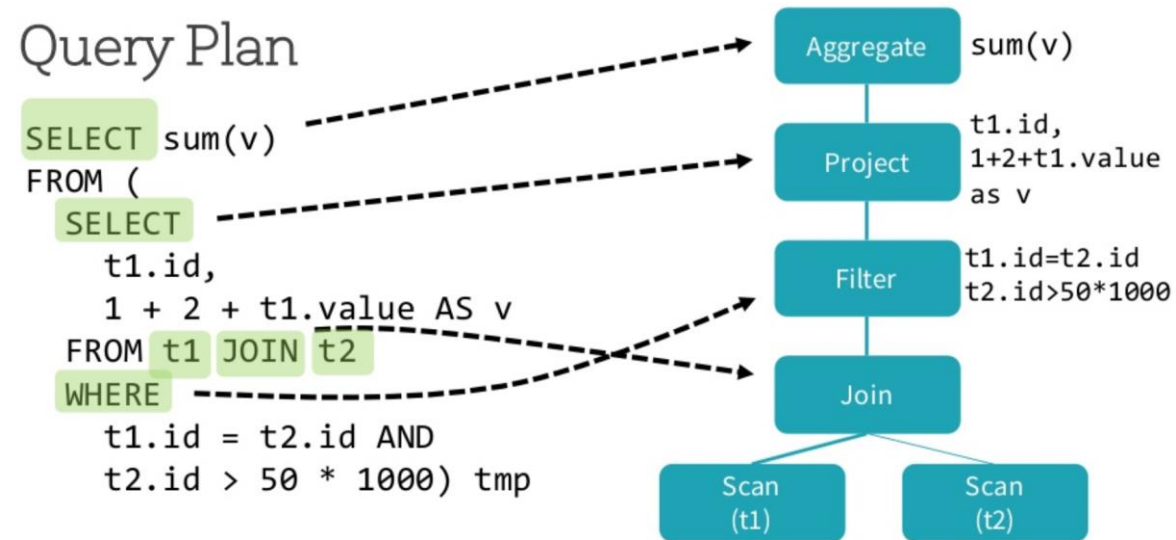 Query Plan
SELECT sum(v)
FROM (
SELECT
t1.id,
1 + 2 + t1.value AS v
FROM t1 JOIN t2
WHERE
t1.id = t2.id AND
t2.id > 50 * 1000) tmp
Aggregate
sum(v)
Project
t1.id,
1+2+t1.value
as v
Filter
t1.id=t2.id
t2.id>50*1000
Join
Scan
(t1)
Scan
(t2)